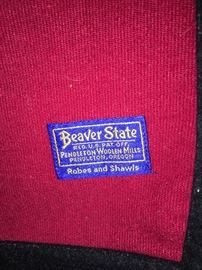 Beaver State
REG. U.S. PAT. OFF.
PENDLETON WOOLEN MILLS
PENDLETON, OREGON
Robes and Shawls